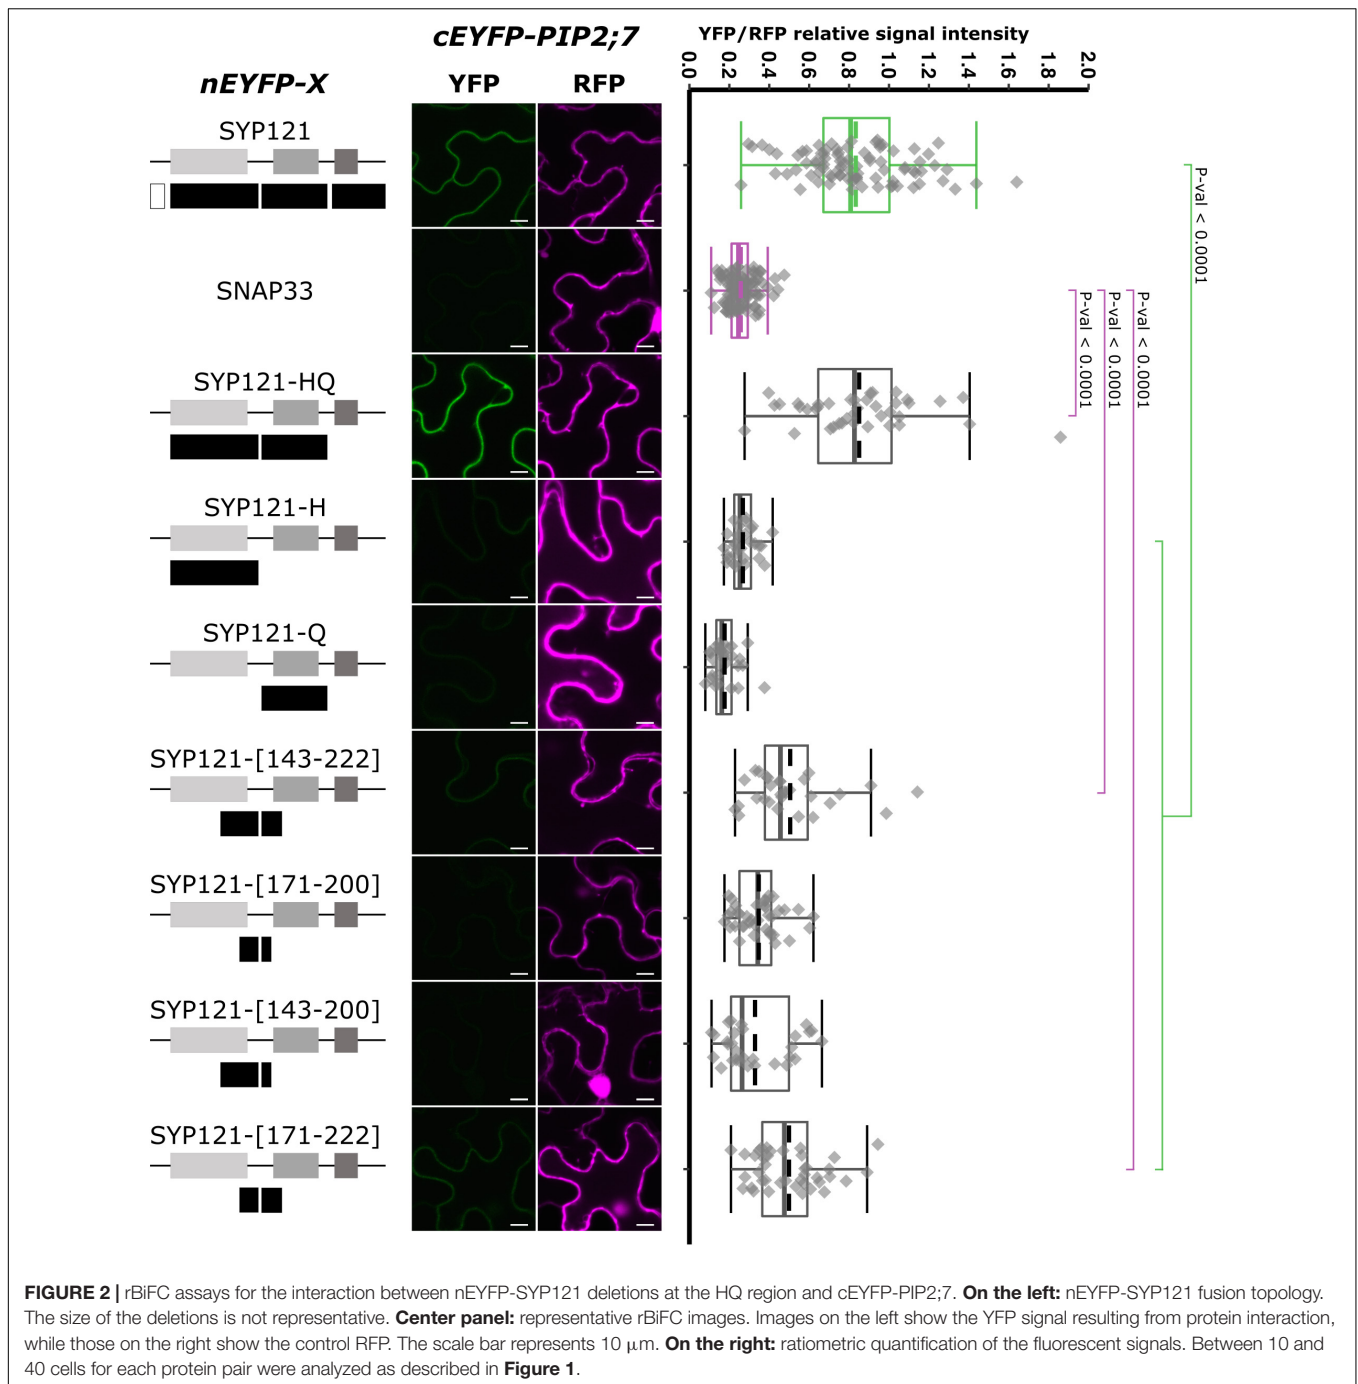 cEYFP-PIP2;7
YFP/RFP relative signal intensity
nEYFP-X
YFP
RFP
0.0
0.2
0.4
0.6
0.8
1.0
1.2
1.4
1.6
1.8
2.0
SYP121
P-val < 0.0001
SNAP33
P-val < 0.0001
P-val < 0.0001
P-val < 0.0001
SYP121-HQ
SYP121-H
SYP121-Q
SYP121-[143-222]
SYP121-[171-200]
SYP121-[143-200]
SYP121-[171-222]
FIGURE 2 | rBiFC assays for the interaction between nEYFP-SYP121 deletions at the HQ region and cEYFP-PIP2;7. On the left: nEYFP-SYP121 fusion topology.
The size of the deletions is not representative. Center panel: representative rBiFC images. Images on the left show the YFP signal resulting from protein interaction,
while those on the right show the control RFP. The scale bar represents 10 μm. On the right: ratiometric quantification of the fluorescent signals. Between 10 and
40 cells for each protein pair were analyzed as described in Figure 1.